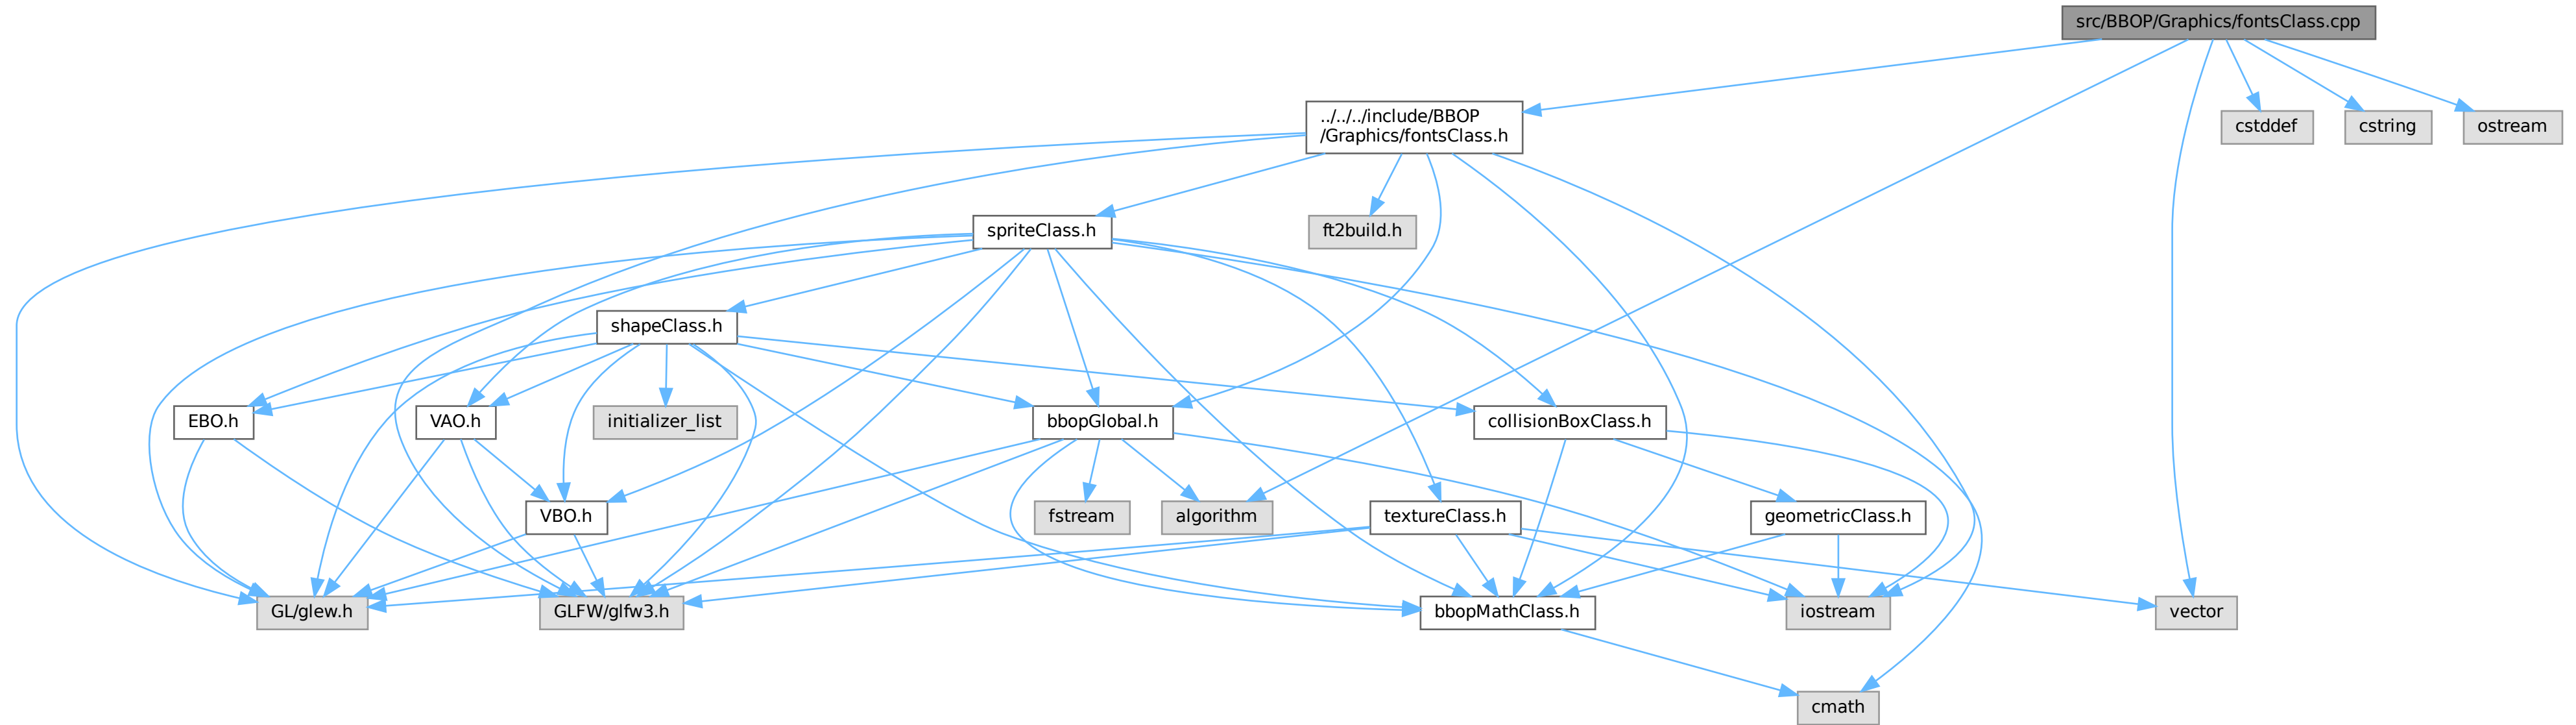 src/BBOP/Graphics/fontsClass.cpp
../../../include/BBOP
/Graphics/fontsClass.h
cstddef
cstring
ostream
spriteClass.h
ft2build.h
shapeClass.h
EBO.h
VAO.h
initializer_list
bbopGlobal.h
collisionBoxClass.h
VBO.h
fstream
algorithm
textureClass.h
geometricClass.h
GL/glew.h
GLFW/glfw3.h
bbopMathClass.h
iostream
vector
cmath